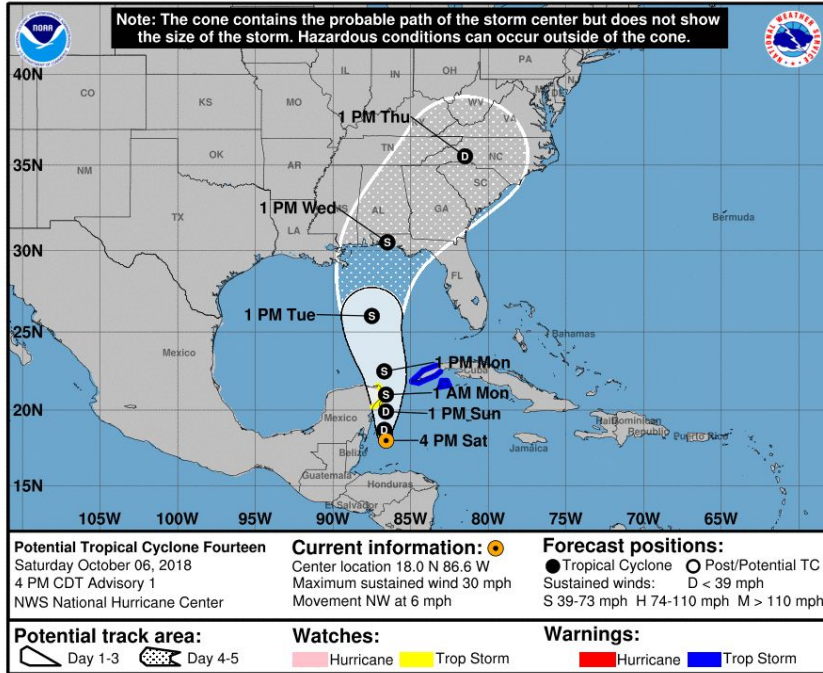 Note: The cone contains the probable path of the storm center but does not show
the size of the storm. Hazardous conditions can occur outside of the cone.
NOAA
NATIONAL WEATHER SERVICE
40N
35N
30N
25N
20N
15N
105W
100W
95W
90W
85W
80W
75W
70W
65W
CO
KS
MO
IL
IN
OH
PA
NJ
MD
DE
WV
VA
KY
NM
OK
AR
TN
NC
SC
TX
LA
MS
AL
GA
FL
Bermuda
Mexico
Bahamas
Cuba
Mexico
Belize
Guatemala
Honduras
El Salvador
Jamaica
Haiti
Dominican
Republic
Puerto Rico
1 PM Thu
D
1 PM Wed
S
1 PM Tue
S
1 PM Mon
S
1 AM Mon
S
1 PM Sun
D
4 PM Sat
D
Potential Tropical Cyclone Fourteen
Saturday October 06, 2018
4 PM CDT Advisory 1
NWS National Hurricane Center
Current information:
Center location 18.0 N 86.6 W
Maximum sustained wind 30 mph
Movement NW at 6 mph
Forecast positions:
Tropical Cyclone Post/Potential TC
Sustained winds: D < 39 mph
S 39-73 mph H 74-110 mph M > 110 mph
Potential track area:
Day 1-3 Day 4-5
Watches:
Hurricane Trop Storm
Warnings:
Hurricane Trop Storm